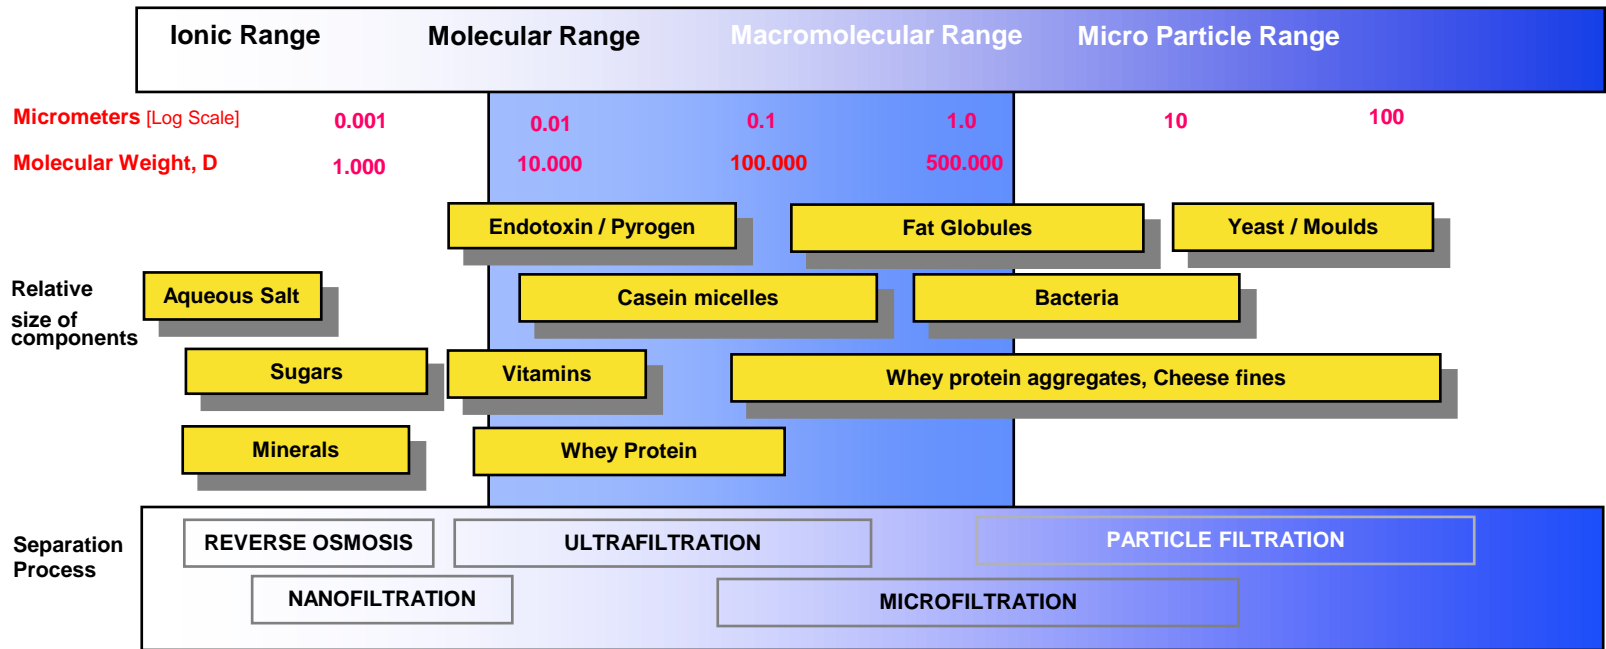 Ionic Range Molecular Range Macromolecular Range Micro Particle Range
Micrometers [Log Scale] 0.001 0.01 0.1 1.0 10 100
Molecular Weight, D 1.000 10.000 100.000 500.000
Endotoxin / Pyrogen Fat Globules Yeast / Moulds
Relative
size of
components
Aqueous Salt Casein micelles Bacteria
Sugars Vitamins Whey protein aggregates, Cheese fines
Minerals Whey Protein
Separation
Process
REVERSE OSMOSIS ULTRAFILTRATION PARTICLE FILTRATION
NANOFILTRATION MICROFILTRATION